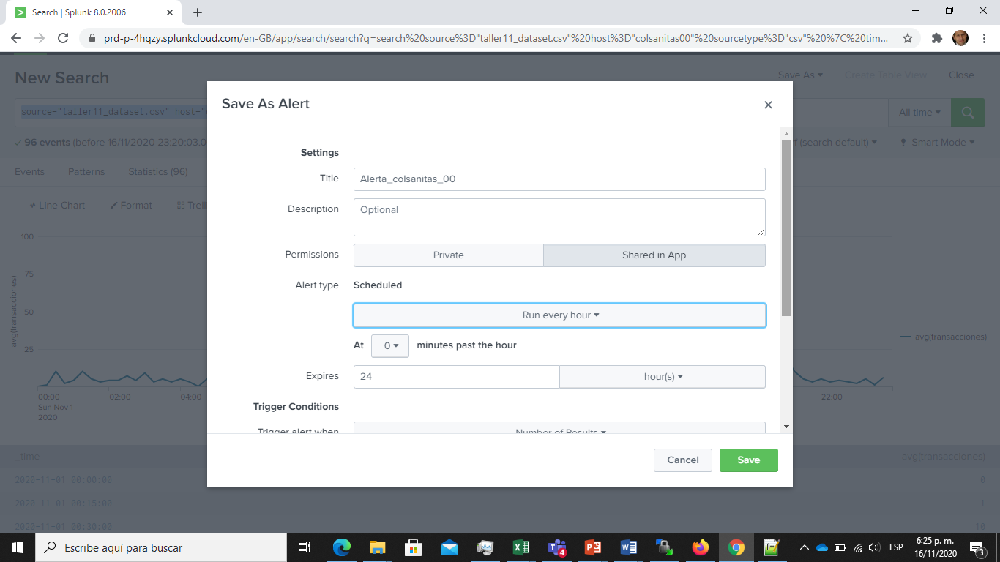 Search | Splunk 8.0.2006
prd-p-4hqzy.splunkcloud.com/en-GB/app/search/search?q=search%20source%3D"taller11_dataset.csv"%20host%3D"colsanitas00"%20sourcetype%3D"csv"%20%7C%20tim...
New Search
Save As
Create Table View
Close
source="taller11_dataset.csv" host="
All time
96 events (before 16/11/2020 23:20:03.0
(search default)
Smart Mode
Events
Patterns
Statistics (96)
Line Chart
Format
Trelli
100
75
50
25
avg(transacciones)
00:00
Sun Nov 1
2020
02:00
04:00
22:00
avg(transacciones)
_time
avg(transacciones)
2020-11-01 00:00:00
0
2020-11-01 00:15:00
1
2020-11-01 00:30:00
10
Save As Alert
Settings
Title
Alerta_colsanitas_00
Description
Optional
Permissions
Private
Shared in App
Alert type
Scheduled
Run every hour
At
0
minutes past the hour
Expires
24
hour(s)
Trigger Conditions
Trigger alert when
Number of Results
Cancel
Save
Escribe aquí para buscar
4
ESP
6:25 p. m.
16/11/2020
3